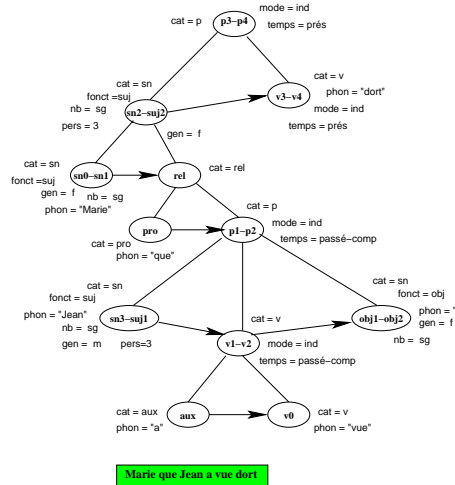 mode = ind
cat = p
p3−p4
temps = prés
cat = sn
fonct =suj
nb = sg
sn2−suj2
pers = 3
gen = f
cat = v
v3−v4
phon = "dort"
mode = ind
temps = prés
cat = sn
fonct =suj
sn0−sn1
gen = f
nb = sg
phon = "Marie"
rel
cat = rel
pro
cat = pro
phon = "que"
cat = p
p1−p2
mode = ind
temps = passé−comp
cat = sn
fonct = suj
phon = "Jean"
sn3−suj1
nb = sg
gen = m
pers=3
cat = v
v1−v2
mode = ind
temps = passé−comp
cat = sn
fonct = obj
obj1−obj2
phon = "
gen = f
nb = sg
cat = aux
aux
phon = "a"
v0
cat = v
phon = "vue"
Marie que Jean a vue dort